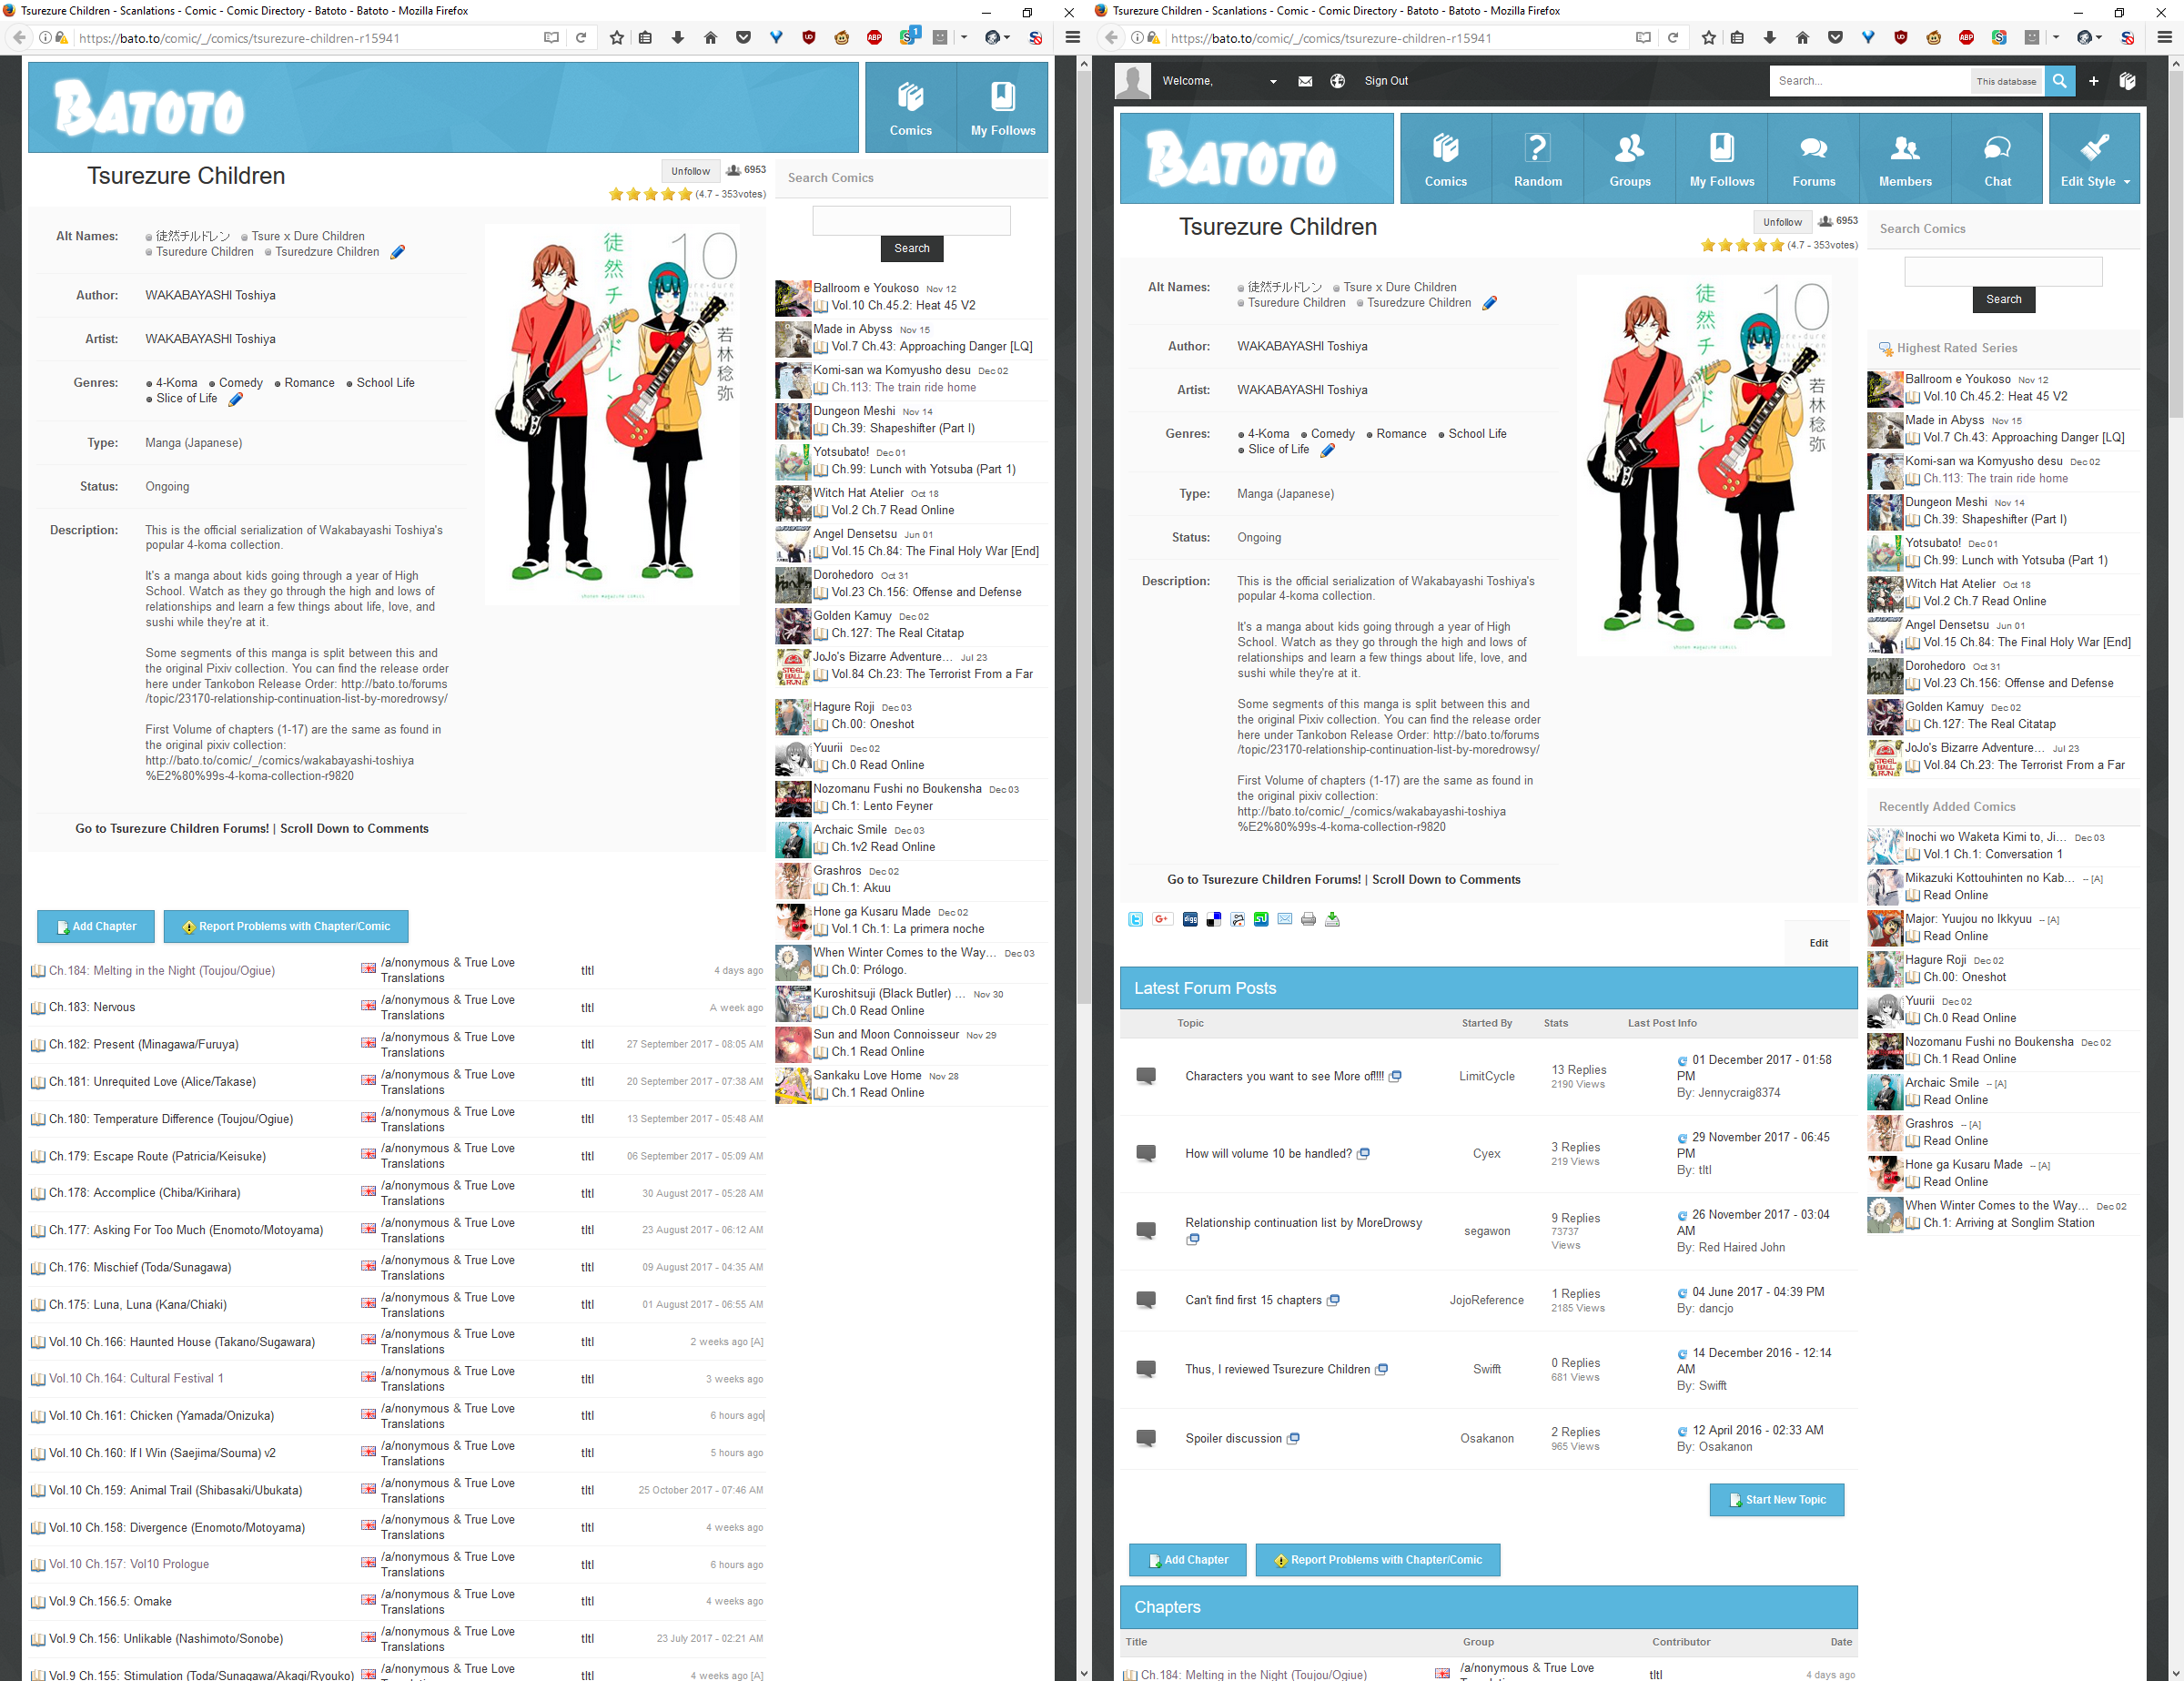 Tsurezure Children - Scanlations - Comic - Comic Directory - Batoto - Batoto - Mozilla Firefox
https://bato.to/comic/_/comics/tsurezure-children-r15941
BATOTO
Comics
My Follows
Tsurezure Children
Unfollow
6953
(4.7 - 353votes)
Alt Names:
徒然チルドレン
Tsure x Dure Children
Tsuredure Children
Tsuredzure Children
Author:
WAKABAYASHI Toshiya
Artist:
WAKABAYASHI Toshiya
Genres:
4-Koma
Comedy
Romance
School Life
Slice of Life
Type:
Manga (Japanese)
Status:
Ongoing
Description:
This is the official serialization of Wakabayashi Toshiya's
popular 4-koma collection.
It's a manga about kids going through a year of High
School. Watch as they go through the high and lows of
relationships and learn a few things about life, love, and
sushi while they're at it.
Some segments of this manga is split between this and
the original Pixiv collection. You can find the release order
here under Tankobon Release Order: http://bato.to/forums
/topic/23170-relationship-continuation-list-by-moredrowsy/
First Volume of chapters (1-17) are the same as found in
the original pixiv collection:
http://bato.to/comic/_/comics/wakabayashi-toshiya
%E2%80%99s-4-koma-collection-r9820
Go to Tsurezure Children Forums! | Scroll Down to Comments
徒然チルドレン
10
若林稔弥
shonen magazine comics
Add Chapter
Report Problems with Chapter/Comic
Ch.184: Melting in the Night (Toujou/Ogiue) /a/nonymous & True Love Translations tltl 4 days ago
Ch.183: Nervous /a/nonymous & True Love Translations tltl A week ago
Ch.182: Present (Minagawa/Furuya) /a/nonymous & True Love Translations tltl 27 September 2017 - 08:05 AM
Ch.181: Unrequited Love (Alice/Takase) /a/nonymous & True Love Translations tltl 20 September 2017 - 07:38 AM
Ch.180: Temperature Difference (Toujou/Ogiue) /a/nonymous & True Love Translations tltl 13 September 2017 - 05:48 AM
Ch.179: Escape Route (Patricia/Keisuke) /a/nonymous & True Love Translations tltl 06 September 2017 - 05:09 AM
Ch.178: Accomplice (Chiba/Kirihara) /a/nonymous & True Love Translations tltl 30 August 2017 - 05:28 AM
Ch.177: Asking For Too Much (Enomoto/Motoyama) /a/nonymous & True Love Translations tltl 23 August 2017 - 06:12 AM
Ch.176: Mischief (Toda/Sunagawa) /a/nonymous & True Love Translations tltl 09 August 2017 - 04:35 AM
Ch.175: Luna, Luna (Kana/Chiaki) /a/nonymous & True Love Translations tltl 01 August 2017 - 06:55 AM
Vol.10 Ch.166: Haunted House (Takano/Sugawara) /a/nonymous & True Love Translations tltl 2 weeks ago [A]
Vol.10 Ch.164: Cultural Festival 1 /a/nonymous & True Love Translations tltl 3 weeks ago
Vol.10 Ch.161: Chicken (Yamada/Onizuka) /a/nonymous & True Love Translations tltl 6 hours ago
Vol.10 Ch.160: If I Win (Saejima/Souma) v2 /a/nonymous & True Love Translations tltl 5 hours ago
Vol.10 Ch.159: Animal Trail (Shibasaki/Ubukata) /a/nonymous & True Love Translations tltl 25 October 2017 - 07:46 AM
Vol.10 Ch.158: Divergence (Enomoto/Motoyama) /a/nonymous & True Love Translations tltl 4 weeks ago
Vol.10 Ch.157: Vol10 Prologue /a/nonymous & True Love Translations tltl 6 hours ago
Vol.9 Ch.156.5: Omake /a/nonymous & True Love Translations tltl 4 weeks ago
Vol.9 Ch.156: Unlikable (Nashimoto/Sonobe) /a/nonymous & True Love Translations tltl 23 July 2017 - 02:21 AM
Vol.9 Ch.155: Stimulation (Toda/Sunagawa/Akagi/Ryouko) /a/nonymous & True Love Translations tltl 4 weeks ago [A]
Search Comics
Search
Ballroom e Youkoso Nov 12
Vol.10 Ch.45.2: Heat 45 V2
Made in Abyss Nov 15
Vol.7 Ch.43: Approaching Danger [LQ]
Komi-san wa Komyusho desu Dec 02
Ch.113: The train ride home
Dungeon Meshi Nov 14
Ch.39: Shapeshifter (Part I)
Yotsubato! Dec 01
Ch.99: Lunch with Yotsuba (Part 1)
Witch Hat Atelier Oct 18
Vol.2 Ch.7 Read Online
Angel Densetsu Jun 01
Vol.15 Ch.84: The Final Holy War [End]
Dorohedoro Oct 31
Vol.23 Ch.156: Offense and Defense
Golden Kamuy Dec 02
Ch.127: The Real Citatap
JoJo's Bizarre Adventure... Jul 23
Vol.84 Ch.23: The Terrorist From a Far
Hagure Roji Dec 03
Ch.00: Oneshot
Yuurii Dec 02
Ch.0 Read Online
Nozomanu Fushi no Boukensha Dec 03
Ch.1: Lento Feyner
Archaic Smile Dec 03
Ch.1v2 Read Online
Grashros Dec 02
Ch.1: Akuu
Hone ga Kusaru Made Dec 02
Vol.1 Ch.1: La primera noche
When Winter Comes to the Way... Dec 03
Ch.0: Prólogo.
Kuroshitsuji (Black Butler) ... Nov 30
Ch.0 Read Online
Sun and Moon Connoisseur Nov 29
Ch.1 Read Online
Sankaku Love Home Nov 28
Ch.1 Read Online
Tsurezure Children - Scanlations - Comic - Comic Directory - Batoto - Batoto - Mozilla Firefox
https://bato.to/comic/_/comics/tsurezure-children-r15941
Welcome,
Sign Out
Search...
This database
BATOTO
Comics
Random
Groups
My Follows
Forums
Members
Chat
Edit Style
Tsurezure Children
Unfollow
6953
(4.7 - 353votes)
Alt Names:
徒然チルドレン
Tsure x Dure Children
Tsuredure Children
Tsuredzure Children
Author:
WAKABAYASHI Toshiya
Artist:
WAKABAYASHI Toshiya
Genres:
4-Koma
Comedy
Romance
School Life
Slice of Life
Type:
Manga (Japanese)
Status:
Ongoing
Description:
This is the official serialization of Wakabayashi Toshiya's
popular 4-koma collection.
It's a manga about kids going through a year of High
School. Watch as they go through the high and lows of
relationships and learn a few things about life, love, and
sushi while they're at it.
Some segments of this manga is split between this and
the original Pixiv collection. You can find the release order
here under Tankobon Release Order: http://bato.to/forums
/topic/23170-relationship-continuation-list-by-moredrowsy/
First Volume of chapters (1-17) are the same as found in
the original pixiv collection:
http://bato.to/comic/_/comics/wakabayashi-toshiya
%E2%80%99s-4-koma-collection-r9820
Go to Tsurezure Children Forums! | Scroll Down to Comments
徒然チルドレン
10
若林稔弥
shonen magazine comics
Edit
Latest Forum Posts
Topic Started By Stats Last Post Info
Characters you want to see More of!!!! LimitCycle 13 Replies 2190 Views 01 December 2017 - 01:58 PM By: Jennycraig8374
How will volume 10 be handled? Cyex 3 Replies 219 Views 29 November 2017 - 06:45 PM By: tltl
Relationship continuation list by MoreDrowsy segawon 9 Replies 73737 Views 26 November 2017 - 03:04 AM By: Red Haired John
Can't find first 15 chapters JojoReference 1 Replies 2185 Views 04 June 2017 - 04:39 PM By: dancjo
Thus, I reviewed Tsurezure Children Swifft 0 Replies 681 Views 14 December 2016 - 12:14 AM By: Swifft
Spoiler discussion Osakanon 2 Replies 965 Views 12 April 2016 - 02:33 AM By: Osakanon
Start New Topic
Add Chapter
Report Problems with Chapter/Comic
Chapters
Title Group Contributor Date
Ch.184: Melting in the Night (Toujou/Ogiue) /a/nonymous & True Love tltl 4 days ago
Search Comics
Search
Highest Rated Series
Ballroom e Youkoso Nov 12
Vol.10 Ch.45.2: Heat 45 V2
Made in Abyss Nov 15
Vol.7 Ch.43: Approaching Danger [LQ]
Komi-san wa Komyusho desu Dec 02
Ch.113: The train ride home
Dungeon Meshi Nov 14
Ch.39: Shapeshifter (Part I)
Yotsubato! Dec 01
Ch.99: Lunch with Yotsuba (Part 1)
Witch Hat Atelier Oct 18
Vol.2 Ch.7 Read Online
Angel Densetsu Jun 01
Vol.15 Ch.84: The Final Holy War [End]
Dorohedoro Oct 31
Vol.23 Ch.156: Offense and Defense
Golden Kamuy Dec 02
Ch.127: The Real Citatap
JoJo's Bizarre Adventure... Jul 23
Vol.84 Ch.23: The Terrorist From a Far
Recently Added Comics
Inochi wo Waketa Kimi to, Ji... Dec 03
Vol.1 Ch.1: Conversation 1
Mikazuki Kottouhinten no Kab... -- [A]
Read Online
Major: Yuujou no Ikkyuu -- [A]
Read Online
Hagure Roji Dec 02
Ch.00: Oneshot
Yuurii Dec 02
Ch.0 Read Online
Nozomanu Fushi no Boukensha Dec 02
Ch.1 Read Online
Archaic Smile -- [A]
Read Online
Grashros -- [A]
Read Online
Hone ga Kusaru Made -- [A]
Read Online
When Winter Comes to the Way... Dec 02
Ch.1: Arriving at Songlim Station